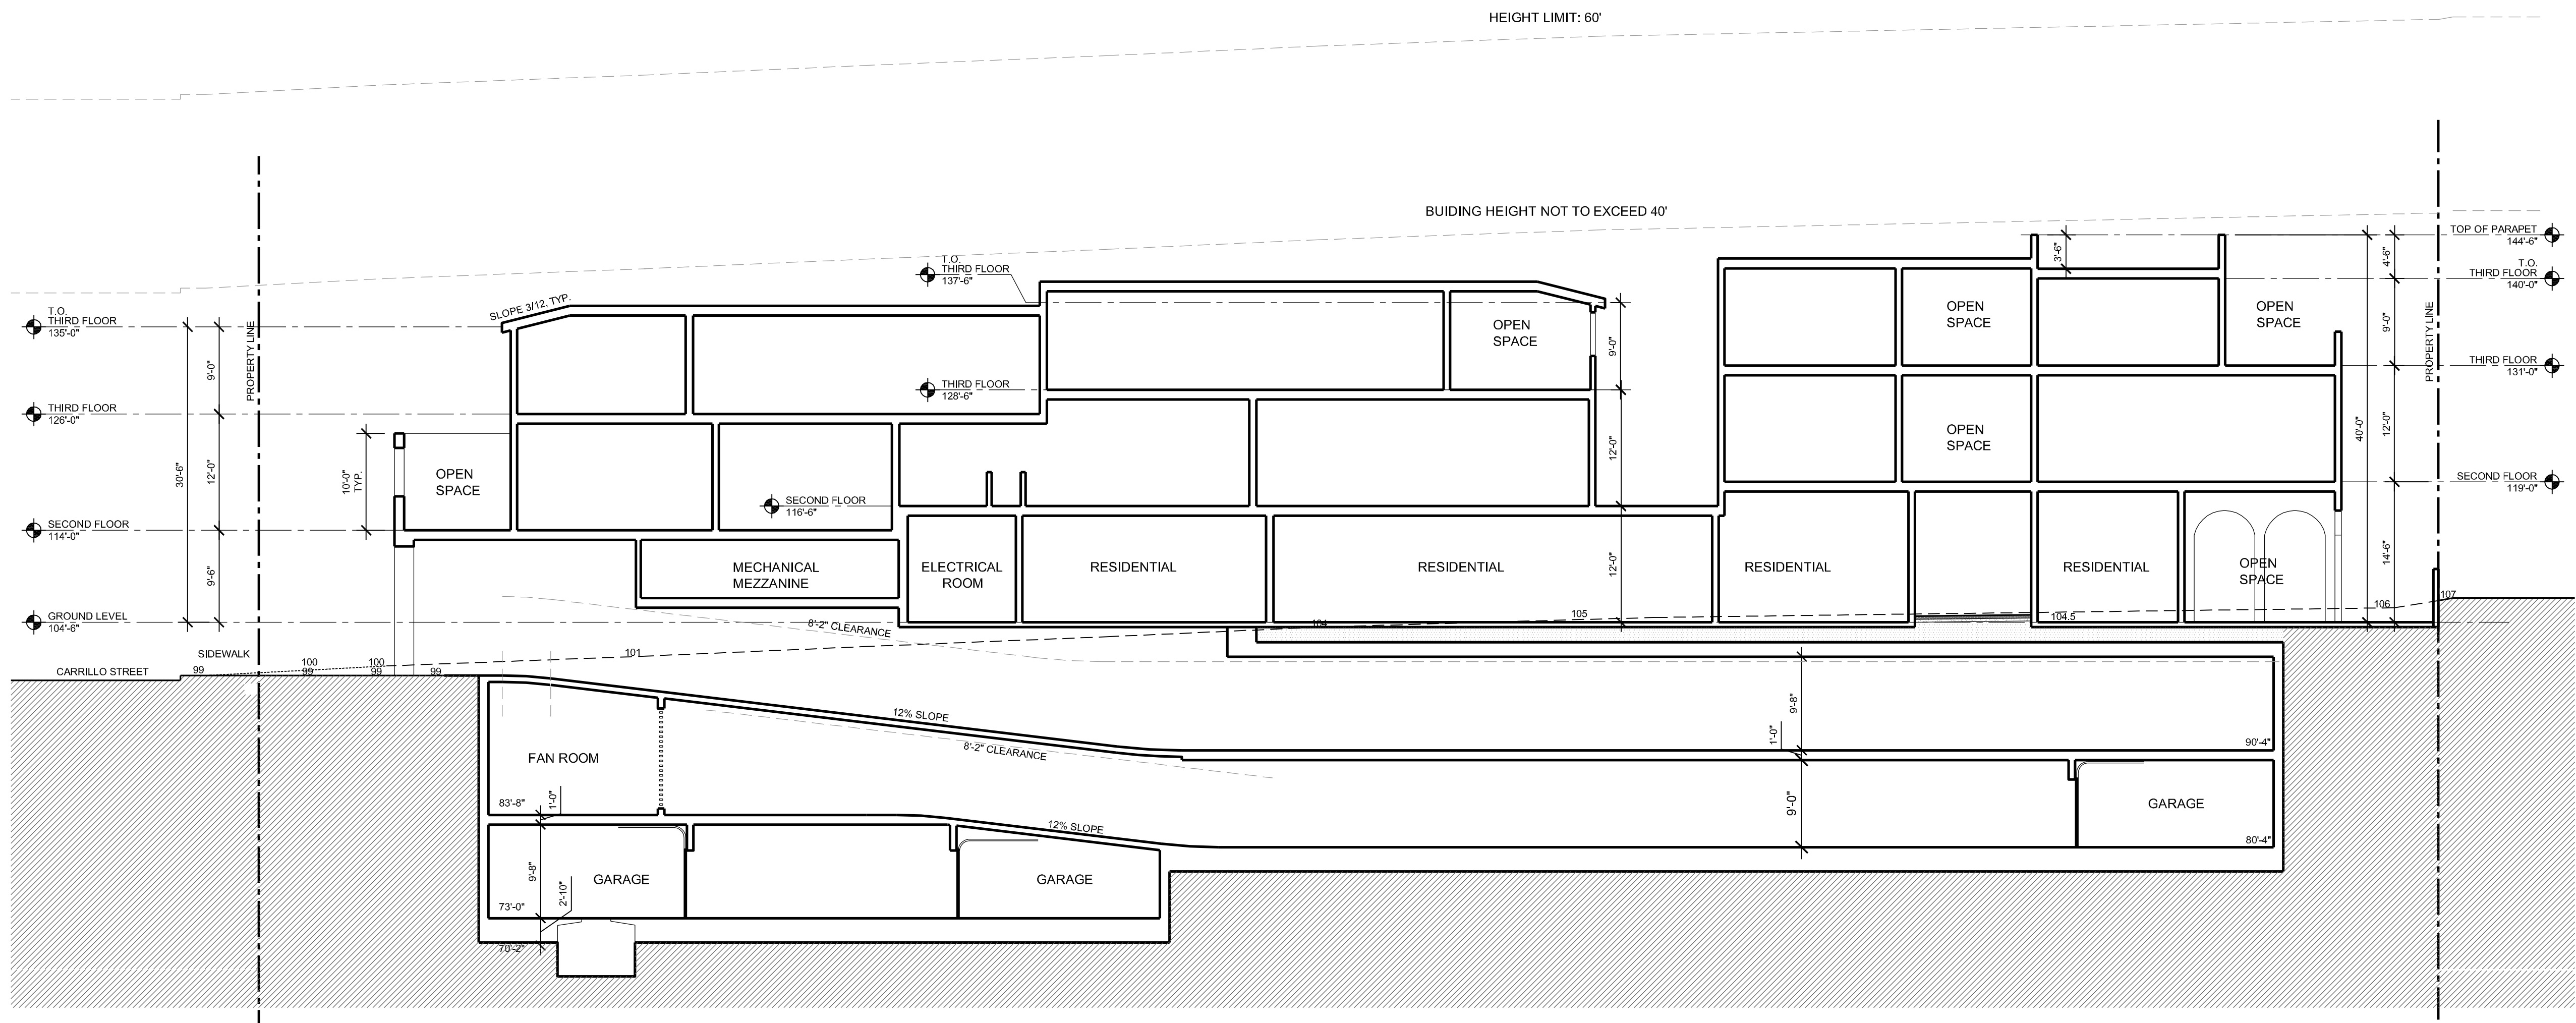 HEIGHT LIMIT: 60'
BUIDING HEIGHT NOT TO EXCEED 40'
TOP OF PARAPET
144'-6"
T.O.
THIRD FLOOR
140'-0"
THIRD FLOOR
131'-0"
SECOND FLOOR
119'-0"
PROPERTY LINE
4'-6"
9'-0"
12'-0"
14'-6"
40'-0"
3'-6"
T.O.
THIRD FLOOR
135'-0"
THIRD FLOOR
126'-0"
SECOND FLOOR
114'-0"
GROUND LEVEL
104'-6"
30'-6"
9'-0"
12'-0"
9'-6"
PROPERTY LINE
10'-0"
TYP.
SLOPE 3/12, TYP.
T.O.
THIRD FLOOR
137'-6"
THIRD FLOOR
128'-6"
SECOND FLOOR
116'-6"
9'-0"
12'-0"
12'-0"
OPEN
SPACE
OPEN
SPACE
OPEN
SPACE
OPEN
SPACE
OPEN
SPACE
OPEN
SPACE
MECHANICAL
MEZZANINE
ELECTRICAL
ROOM
RESIDENTIAL
RESIDENTIAL
RESIDENTIAL
RESIDENTIAL
8'-2" CLEARANCE
CARRILLO STREET
SIDEWALK
99
100
99
100
99
99
101
104
105
104.5
106
107
12% SLOPE
8'-2" CLEARANCE
9'-8"
1'-0"
9'-0"
90'-4"
FAN ROOM
83'-8"
1'-0"
12% SLOPE
GARAGE
80'-4"
9'-8"
GARAGE
2'-10"
GARAGE
73'-0"
70'-2"